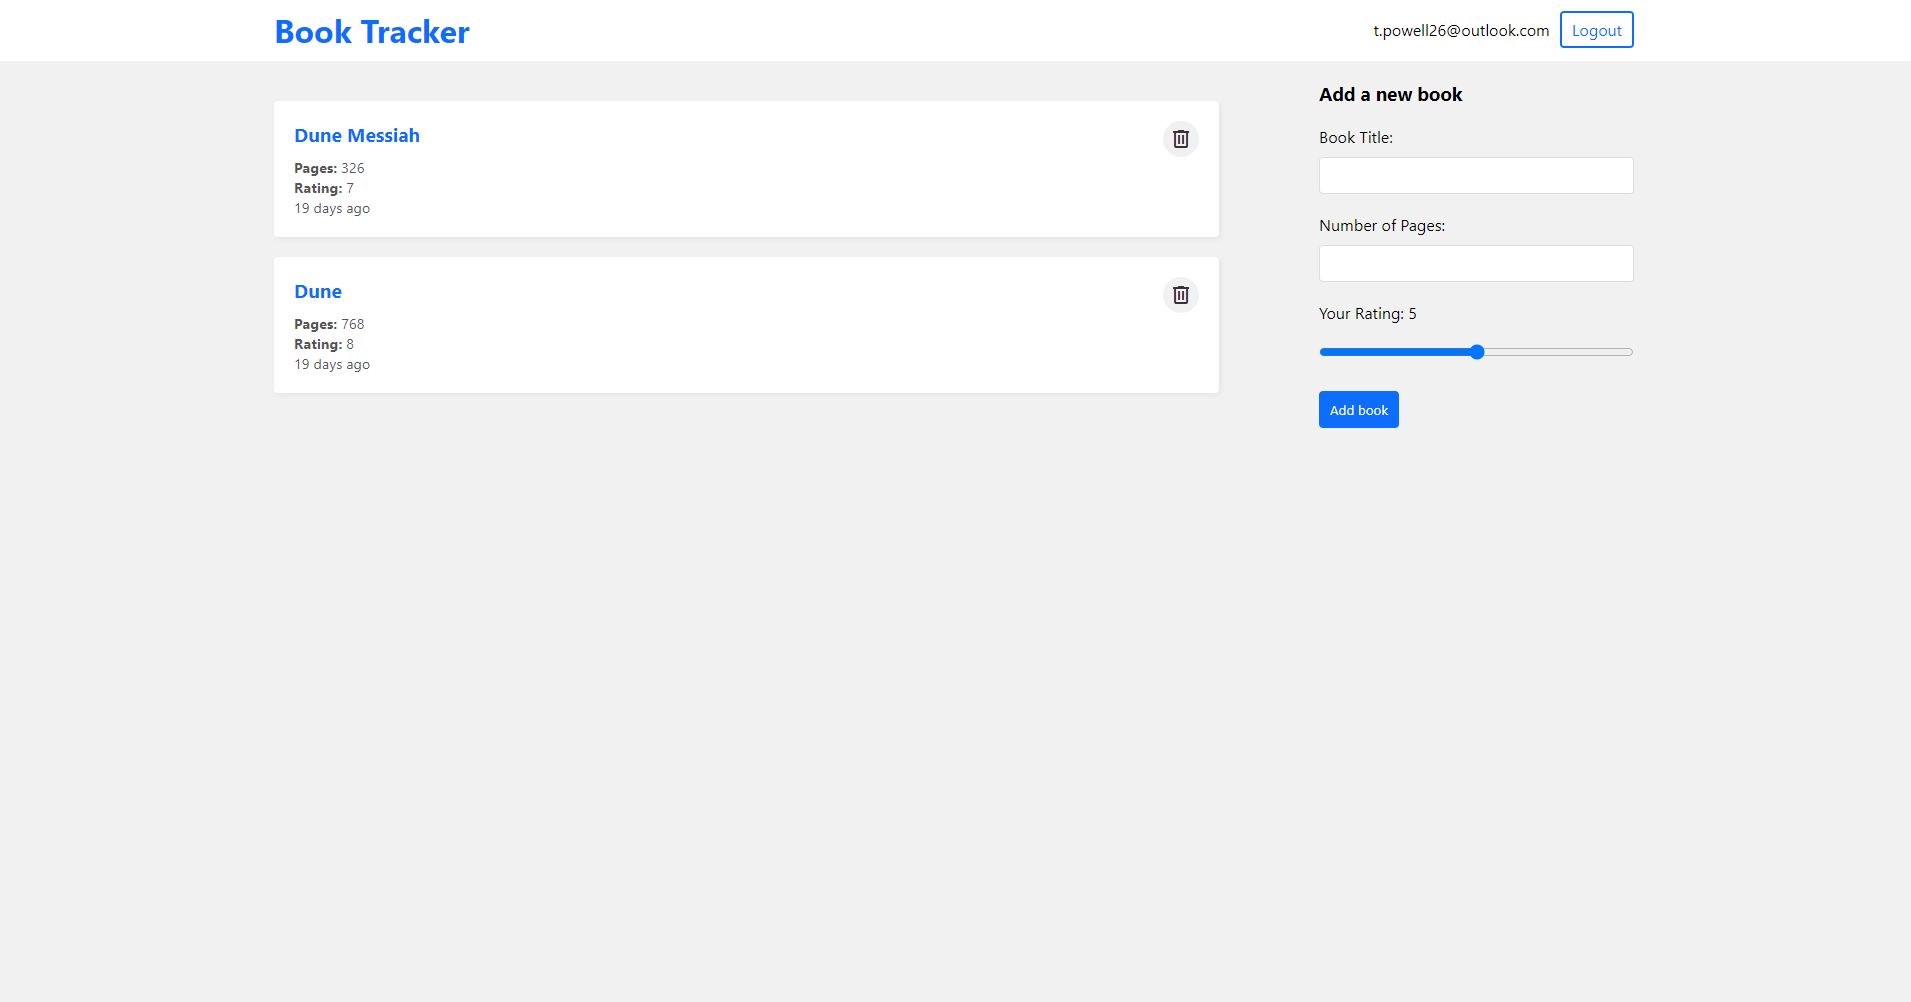 Book Tracker
t.powell26@outlook.com
Logout
Dune Messiah
Pages: 326
Rating: 7
19 days ago
Dune
Pages: 768
Rating: 8
19 days ago
Add a new book
Book Title:
Number of Pages:
Your Rating: 5
Add book